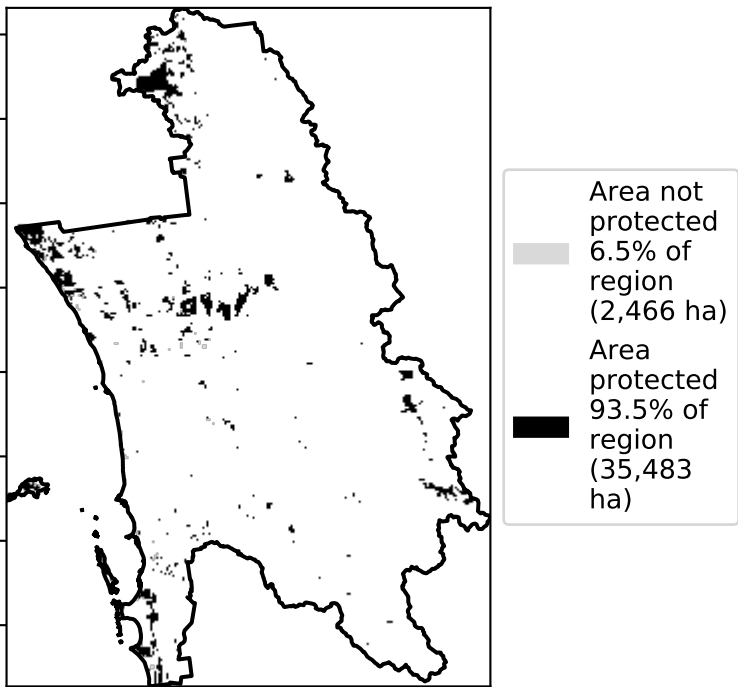 Area not
protected
6.5% of
region
(2,466 ha)
Area
protected
93.5% of
region
(35,483
ha)